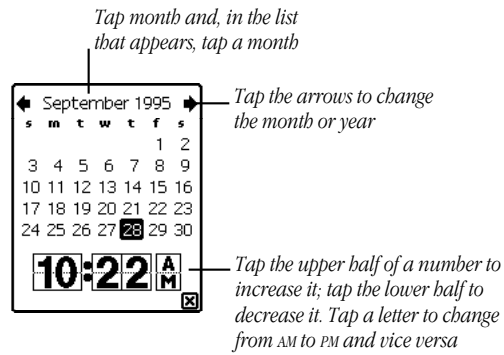 Tap month and, in the list
that appears, tap a month
September 1995
s m t w t f s
1 2
3 4 5 6 7 8 9
10 11 12 13 14 15 16
17 18 19 20 21 22 23
24 25 26 27 28 29 30
10:22 AM
Tap the arrows to change
the month or year
Tap the upper half of a number to
increase it; tap the lower half to
decrease it. Tap a letter to change
from AM to PM and vice versa